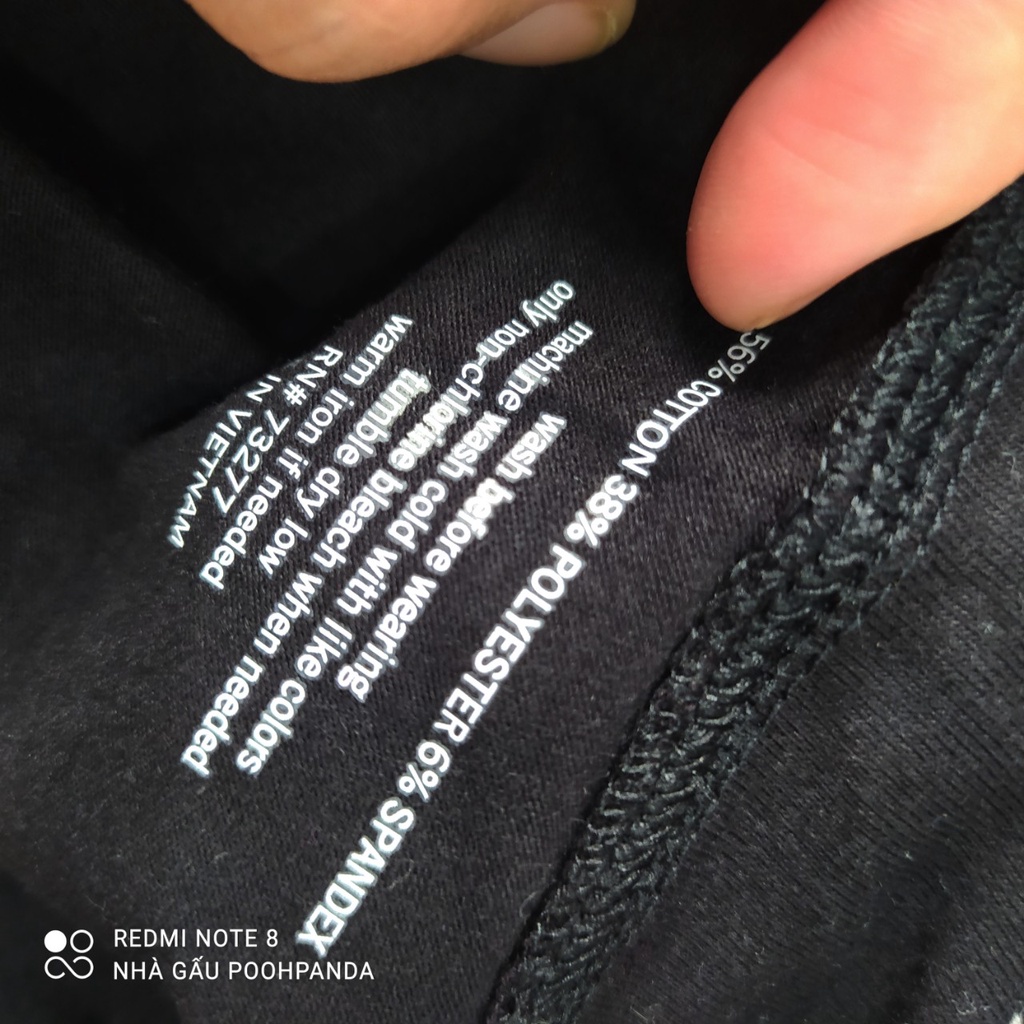 56% COTTON 38% POLYESTER 6% SPANDEX
wash before wearing
machine wash cold with like colors
only non-chlorine bleach when needed
tumble dry low
warm iron if needed
RN# 73277
IN VIETNAM
REDMI NOTE 8
NHÀ GẤU POOHPANDA